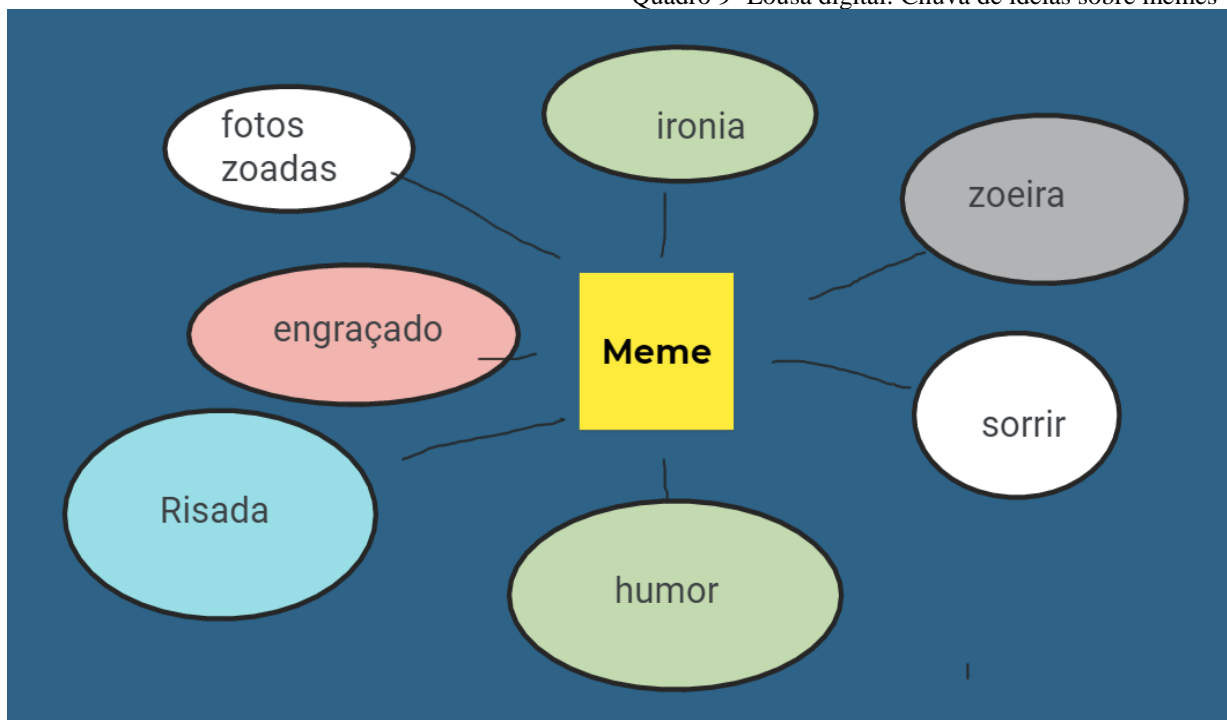 Quadro 9- Lousa digital: Chuva de ideias sobre memes
fotos
zoadas
ironia
zoeira
engraçado
Meme
sorrir
Risada
humor